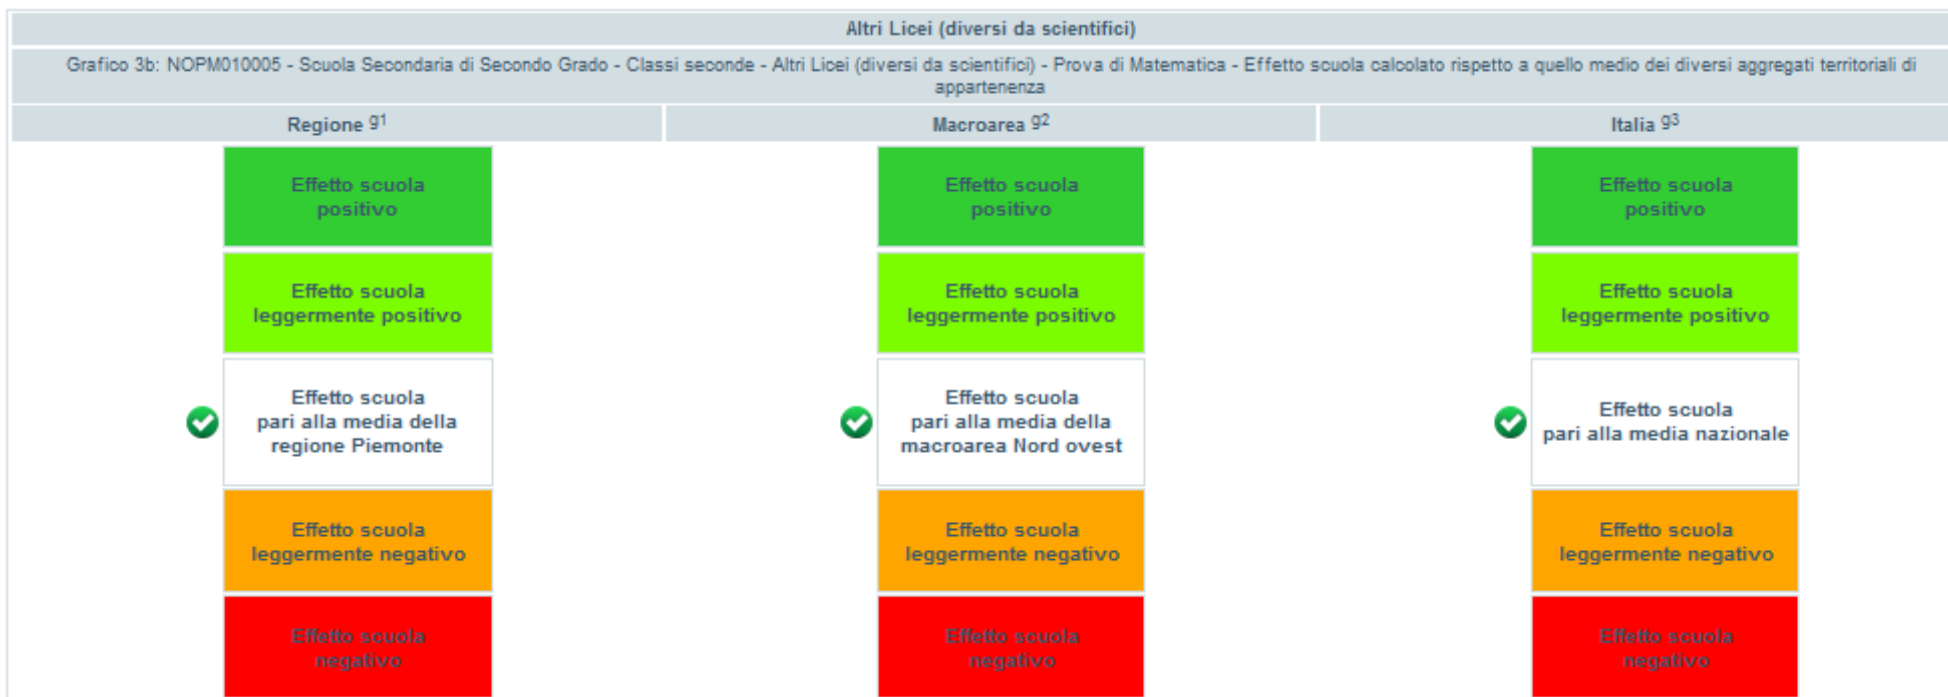 Altri Licei (diversi da scientifici)
Grafico 3b: NOPM010005 - Scuola Secondaria di Secondo Grado - Classi seconde - Altri Licei (diversi da scientifici) - Prova di Matematica - Effetto scuola calcolato rispetto a quello medio dei diversi aggregati territoriali di
appartenenza
Regione g1
Macroarea g2
Italia g3
Effetto scuola
positivo
Effetto scuola
positivo
Effetto scuola
positivo
Effetto scuola
leggermente positivo
Effetto scuola
leggermente positivo
Effetto scuola
leggermente positivo
Effetto scuola
pari alla media della
regione Piemonte
Effetto scuola
pari alla media della
macroarea Nord ovest
Effetto scuola
pari alla media nazionale
Effetto scuola
leggermente negativo
Effetto scuola
leggermente negativo
Effetto scuola
leggermente negativo
Effetto scuola
negativo
Effetto scuola
negativo
Effetto scuola
negativo